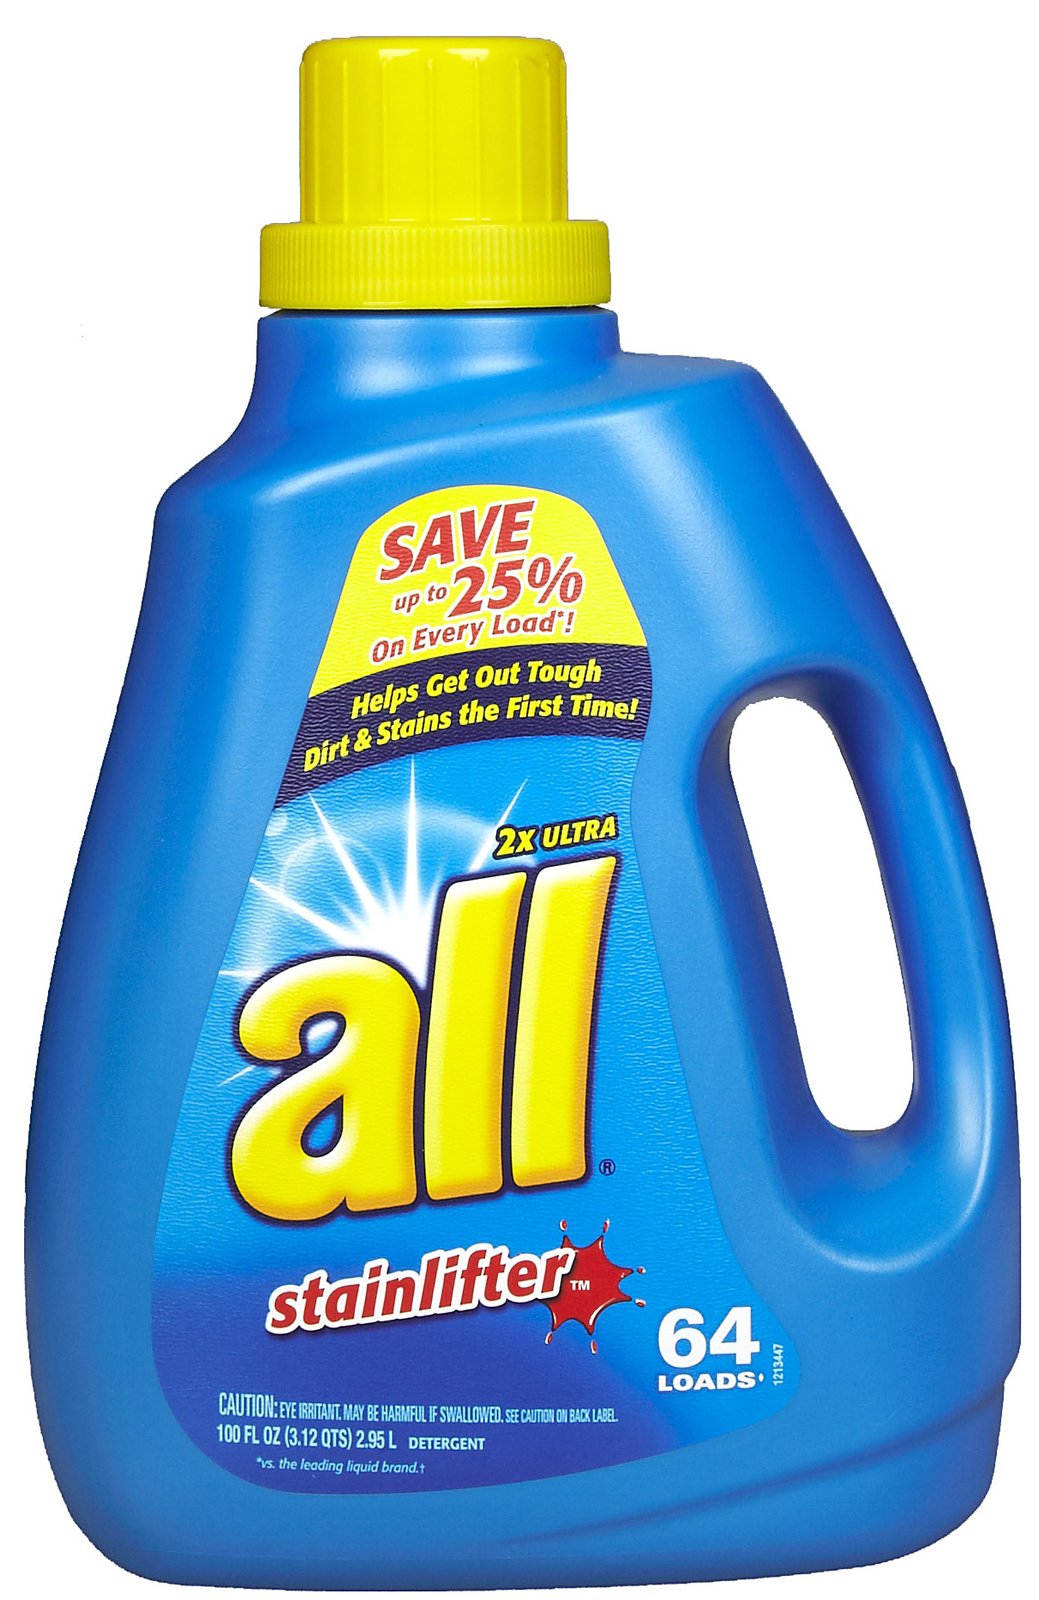 SAVE
up to 25%
On Every Load*!
Helps Get Out Tough
Dirt & Stains the First Time!
2x ULTRA
all®
stainlifter™
64
LOADS♦
1213447
CAUTION: EYE IRRITANT. MAY BE HARMFUL IF SWALLOWED. SEE CAUTION ON BACK LABEL.
100 FL OZ (3.12 QTS) 2.95 L DETERGENT
*vs. the leading liquid brand.†